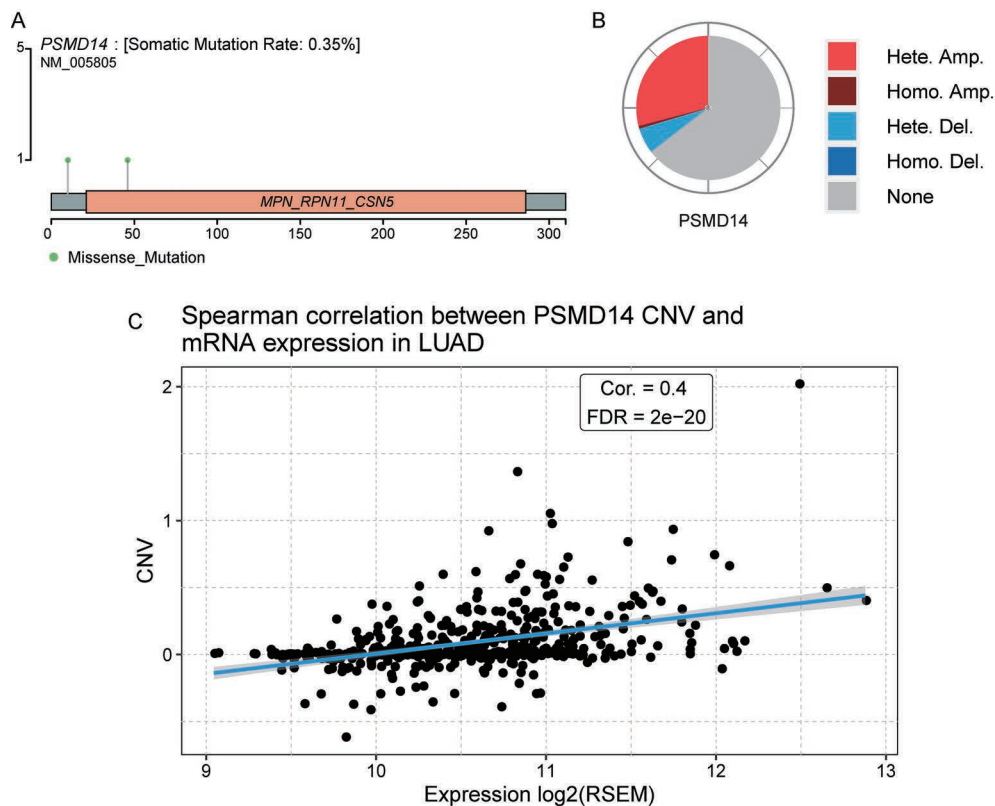 A
PSMD14 : [Somatic Mutation Rate: 0.35%]
NM_005805
5
1
MPN_RPN11_CSN5
0 50 100 150 200 250 300
Missense_Mutation
B
PSMD14
Hete. Amp.
Homo. Amp.
Hete. Del.
Homo. Del.
None
C
Spearman correlation between PSMD14 CNV and
mRNA expression in LUAD
Cor. = 0.4
FDR = 2e−20
CNV
2
1
0
9 10 11 12 13
Expression log2(RSEM)